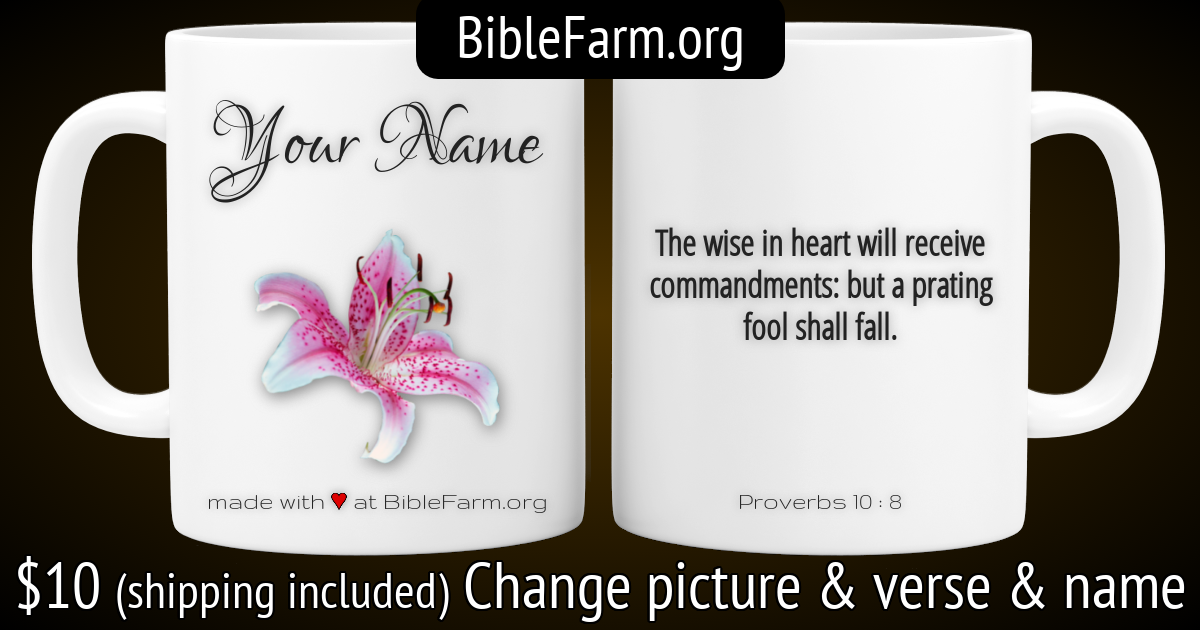 BibleFarm.org
Your Name
made with ♥ at BibleFarm.org
The wise in heart will receive
commandments: but a prating
fool shall fall.
Proverbs 10 : 8
$10 (shipping included) Change picture & verse & name